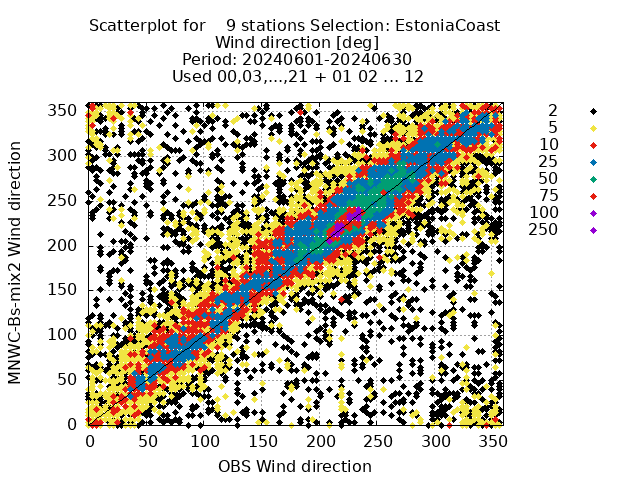 Scatterplot for    9 stations Selection: EstoniaCoast
Wind direction [deg]
Period: 20240601-20240630
Used 00,03,...,21 + 01 02 ... 12
350
300
250
200
150
100
50
0
MNWC-Bs-mix2 Wind direction
0 50 100 150 200 250 300 350
OBS Wind direction
2
5
10
25
50
75
100
250